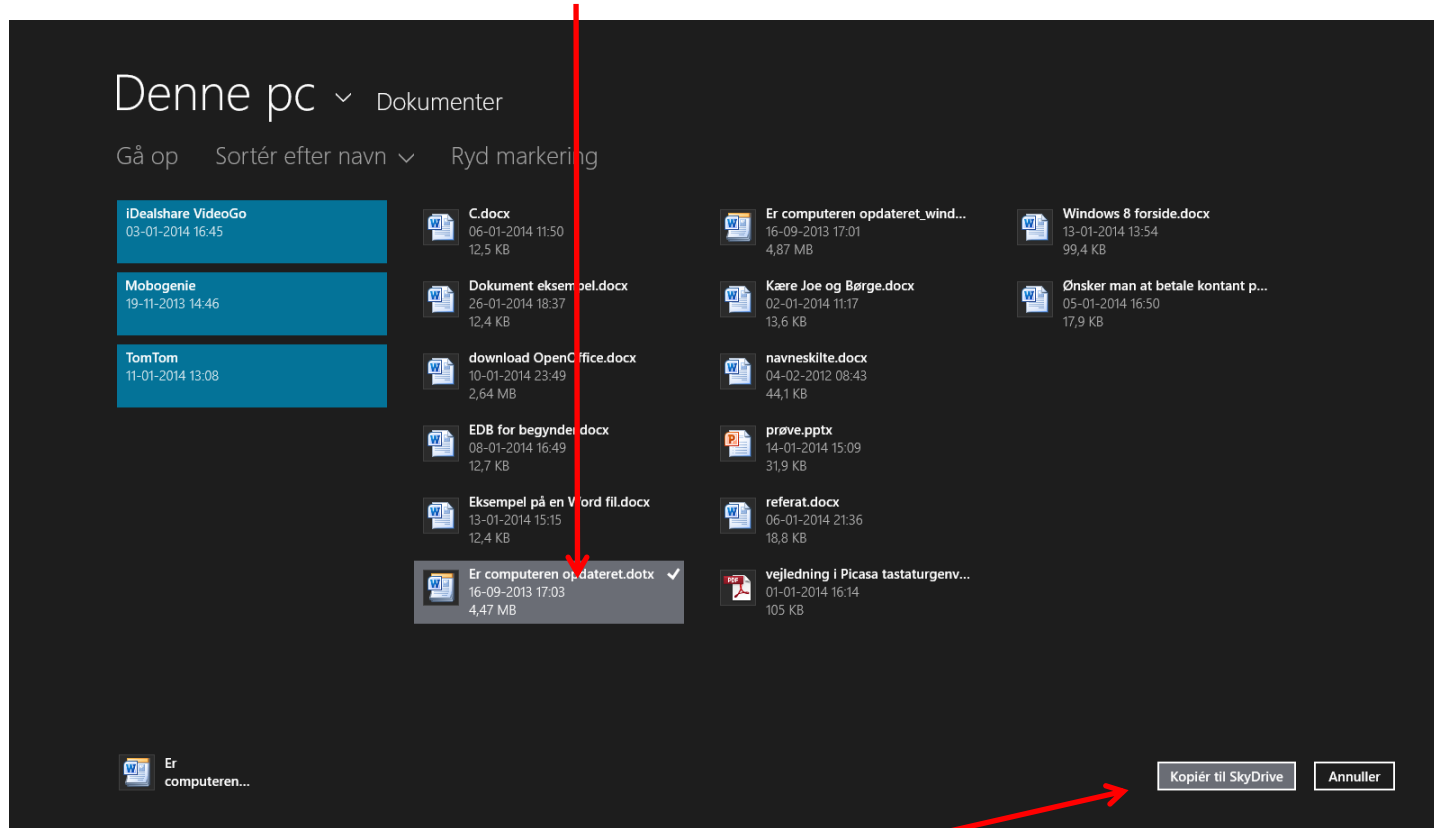 Denne pc Dokumenter
Gå op Sortér efter navn Ryd markering
iDealshare VideoGo
03-01-2014 16:45
Mobogenie
19-11-2013 14:46
TomTom
11-01-2014 13:08
C.docx
06-01-2014 11:50
12,5 KB
Dokument eksempel.docx
26-01-2014 18:37
12,4 KB
download OpenOffice.docx
10-01-2014 23:49
2,64 MB
EDB for begynder.docx
08-01-2014 16:49
12,7 KB
Eksempel på en Word fil.docx
13-01-2014 15:15
12,4 KB
Er computeren opdateret.dotx
16-09-2013 17:03
4,47 MB
Er computeren opdateret_wind...
16-09-2013 17:01
4,87 MB
Kære Joe og Børge.docx
02-01-2014 11:17
13,6 KB
navneskilte.docx
04-02-2012 08:43
44,1 KB
prøve.pptx
14-01-2014 15:09
31,9 KB
referat.docx
06-01-2014 21:36
18,8 KB
vejledning i Picasa tastaturgenv...
01-01-2014 16:14
105 KB
Windows 8 forside.docx
13-01-2014 13:54
99,4 KB
Ønsker man at betale kontant p...
05-01-2014 16:50
17,9 KB
Er
computeren...
Kopiér til SkyDrive Annuller